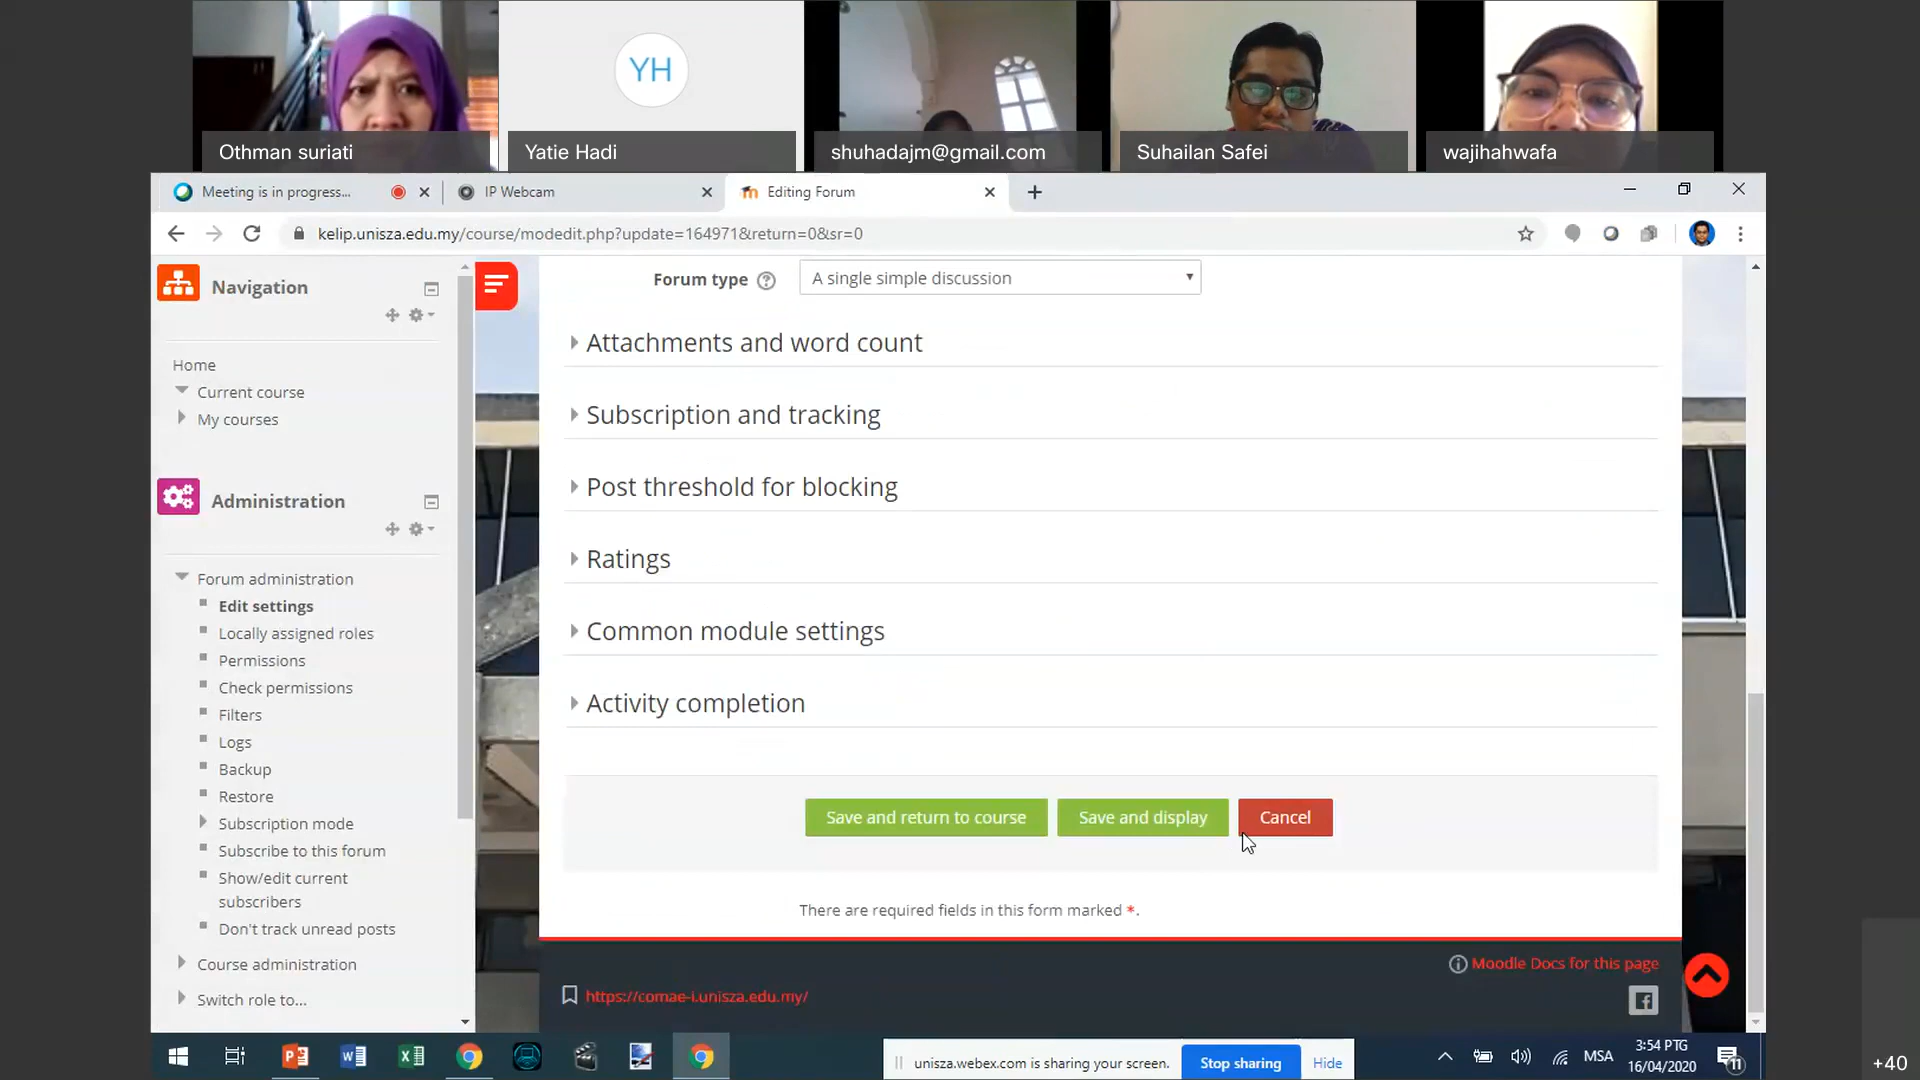 YH
Othman suriati
Yatie Hadi
shuhadajm@gmail.com
Suhailan Safei
wajihahwafa
Meeting is in progress...
IP Webcam
Editing Forum
kelip.unisza.edu.my/course/modedit.php?update=164971&return=0&sr=0
Navigation
Home
Current course
My courses
Administration
Forum administration
Edit settings
Locally assigned roles
Permissions
Check permissions
Filters
Logs
Backup
Restore
Subscription mode
Subscribe to this forum
Show/edit current
subscribers
Don't track unread posts
Course administration
Switch role to...
Forum type
A single simple discussion
Attachments and word count
Subscription and tracking
Post threshold for blocking
Ratings
Common module settings
Activity completion
Save and return to course
Save and display
Cancel
There are required fields in this form marked *.
Moodle Docs for this page
https://comae-i.unisza.edu.my/
unisza.webex.com is sharing your screen.
Stop sharing
Hide
MSA
3:54 PTG
16/04/2020
11
+40